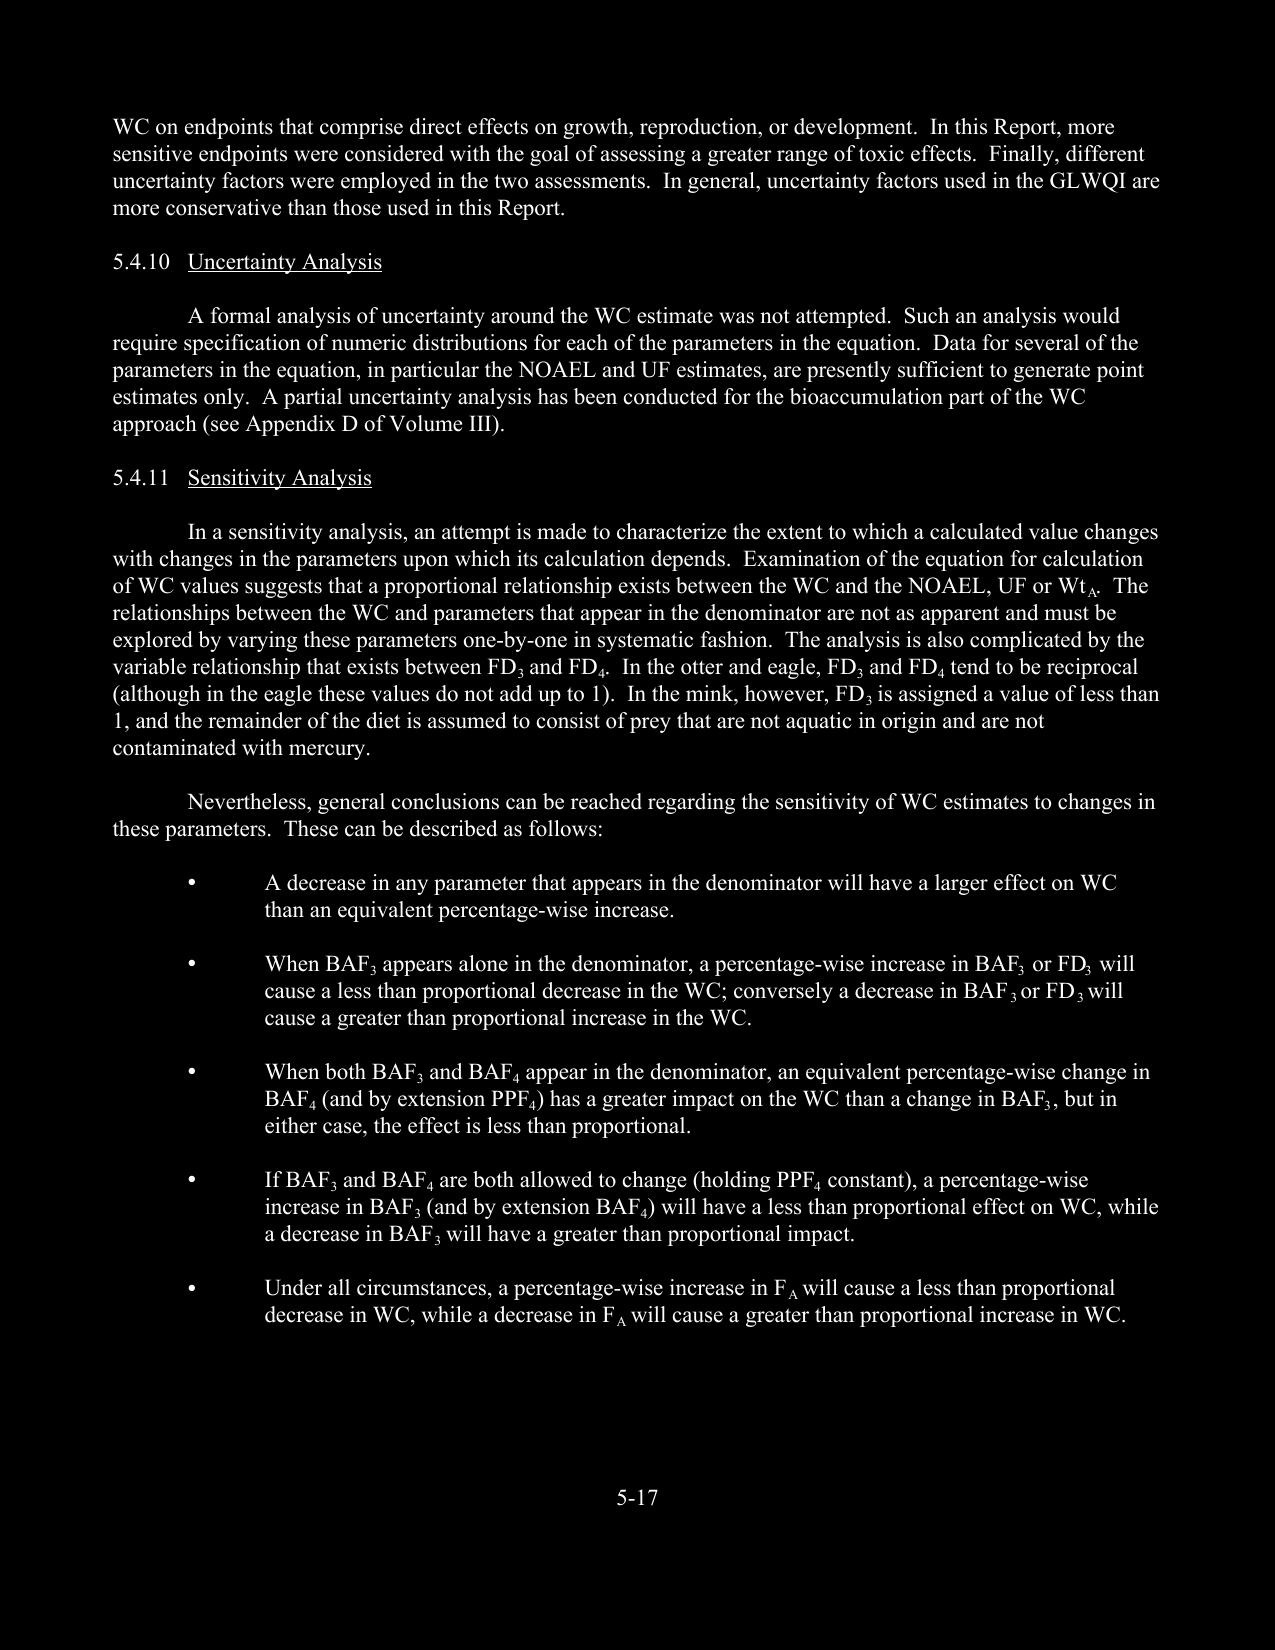 WC on endpoints that comprise direct effects on growth, reproduction, or development.  In this Report, more
sensitive endpoints were considered with the goal of assessing a greater range of toxic effects.  Finally, different
uncertainty factors were employed in the two assessments.  In general, uncertainty factors used in the GLWQI are
more conservative than those used in this Report.
5.4.10 Uncertainty Analysis
A formal analysis of uncertainty around the WC estimate was not attempted.  Such an analysis would
require specification of numeric distributions for each of the parameters in the equation.  Data for several of the
parameters in the equation, in particular the NOAEL and UF estimates, are presently sufficient to generate point
estimates only.  A partial uncertainty analysis has been conducted for the bioaccumulation part of the WC
approach (see Appendix D of Volume III).
5.4.11 Sensitivity Analysis
In a sensitivity analysis, an attempt is made to characterize the extent to which a calculated value changes
with changes in the parameters upon which its calculation depends.  Examination of the equation for calculation
of WC values suggests that a proportional relationship exists between the WC and the NOAEL, UF or Wt_A.  The
relationships between the WC and parameters that appear in the denominator are not as apparent and must be
explored by varying these parameters one-by-one in systematic fashion.  The analysis is also complicated by the
variable relationship that exists between FD₃ and FD₄.  In the otter and eagle, FD₃ and FD₄ tend to be reciprocal
(although in the eagle these values do not add up to 1).  In the mink, however, FD₃ is assigned a value of less than
1, and the remainder of the diet is assumed to consist of prey that are not aquatic in origin and are not
contaminated with mercury.
Nevertheless, general conclusions can be reached regarding the sensitivity of WC estimates to changes in
these parameters.  These can be described as follows:
• A decrease in any parameter that appears in the denominator will have a larger effect on WC
than an equivalent percentage-wise increase.
• When BAF₃ appears alone in the denominator, a percentage-wise increase in BAF₃ or FD₃ will
cause a less than proportional decrease in the WC; conversely a decrease in BAF₃ or FD₃ will
cause a greater than proportional increase in the WC.
• When both BAF₃ and BAF₄ appear in the denominator, an equivalent percentage-wise change in
BAF₄ (and by extension PPF₄) has a greater impact on the WC than a change in BAF₃, but in
either case, the effect is less than proportional.
• If BAF₃ and BAF₄ are both allowed to change (holding PPF₄ constant), a percentage-wise
increase in BAF₃ (and by extension BAF₄) will have a less than proportional effect on WC, while
a decrease in BAF₃ will have a greater than proportional impact.
• Under all circumstances, a percentage-wise increase in F_A will cause a less than proportional
decrease in WC, while a decrease in F_A will cause a greater than proportional increase in WC.
5-17